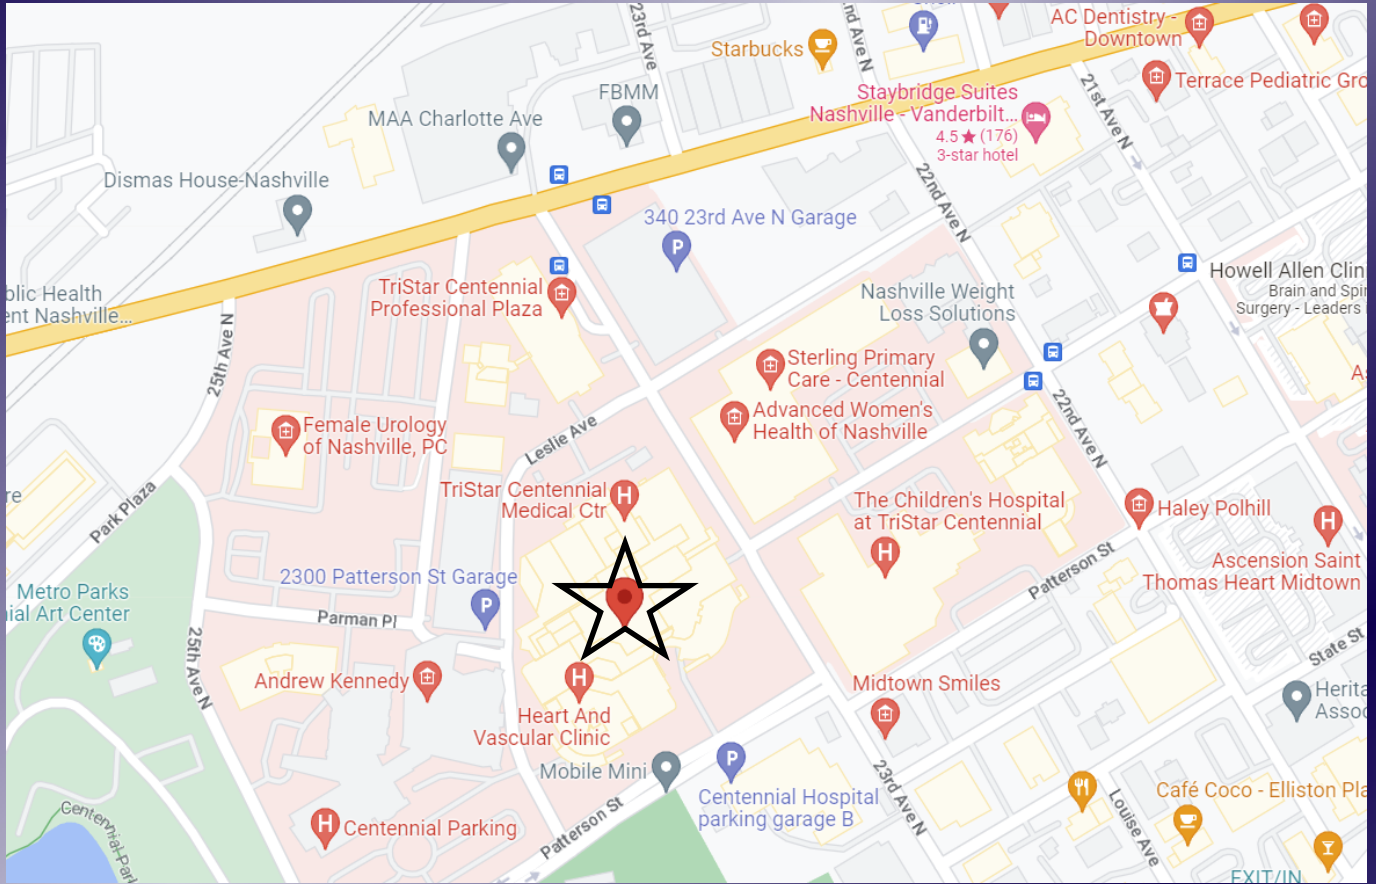 23rd Ave
Starbucks
2nd Ave N
AC Dentistry -
Downtown
Terrace Pediatric Gro
FBMM
MAA Charlotte Ave
Staybridge Suites
Nashville - Vanderbilt...
4.5★ (176)
3-star hotel
21st Ave N
Dismas House-Nashville
22nd Ave N
340 23rd Ave N Garage
P
blic Health
ent Nashville...
TriStar Centennial
Professional Plaza
Nashville Weight
Loss Solutions
Howell Allen Clini
Brain and Spin
Surgery - Leaders
25th Ave N
Sterling Primary
Care - Centennial
Advanced Women's
Health of Nashville
Female Urology
of Nashville, PC
Leslie Ave
22nd Ave N
re
Park Plaza
TriStar Centennial
Medical Ctr
H
The Children's Hospital
at TriStar Centennial
H
Haley Polhill
H
Ascension Saint
Thomas Heart Midtown
Patterson St
2300 Patterson St Garage
P
Metro Parks
ial Art Center
Parman Pl
25th Ave N
State St
Andrew Kennedy
H
Heart And
Vascular Clinic
Midtown Smiles
Herita
Assoc
Mobile Mini
P
Centennial Hospital
parking garage B
23rd Ave N
Café Coco - Elliston Pla
Louise Ave
H
Centennial Parking
Patterson St
Centennial Park
EXIT/IN